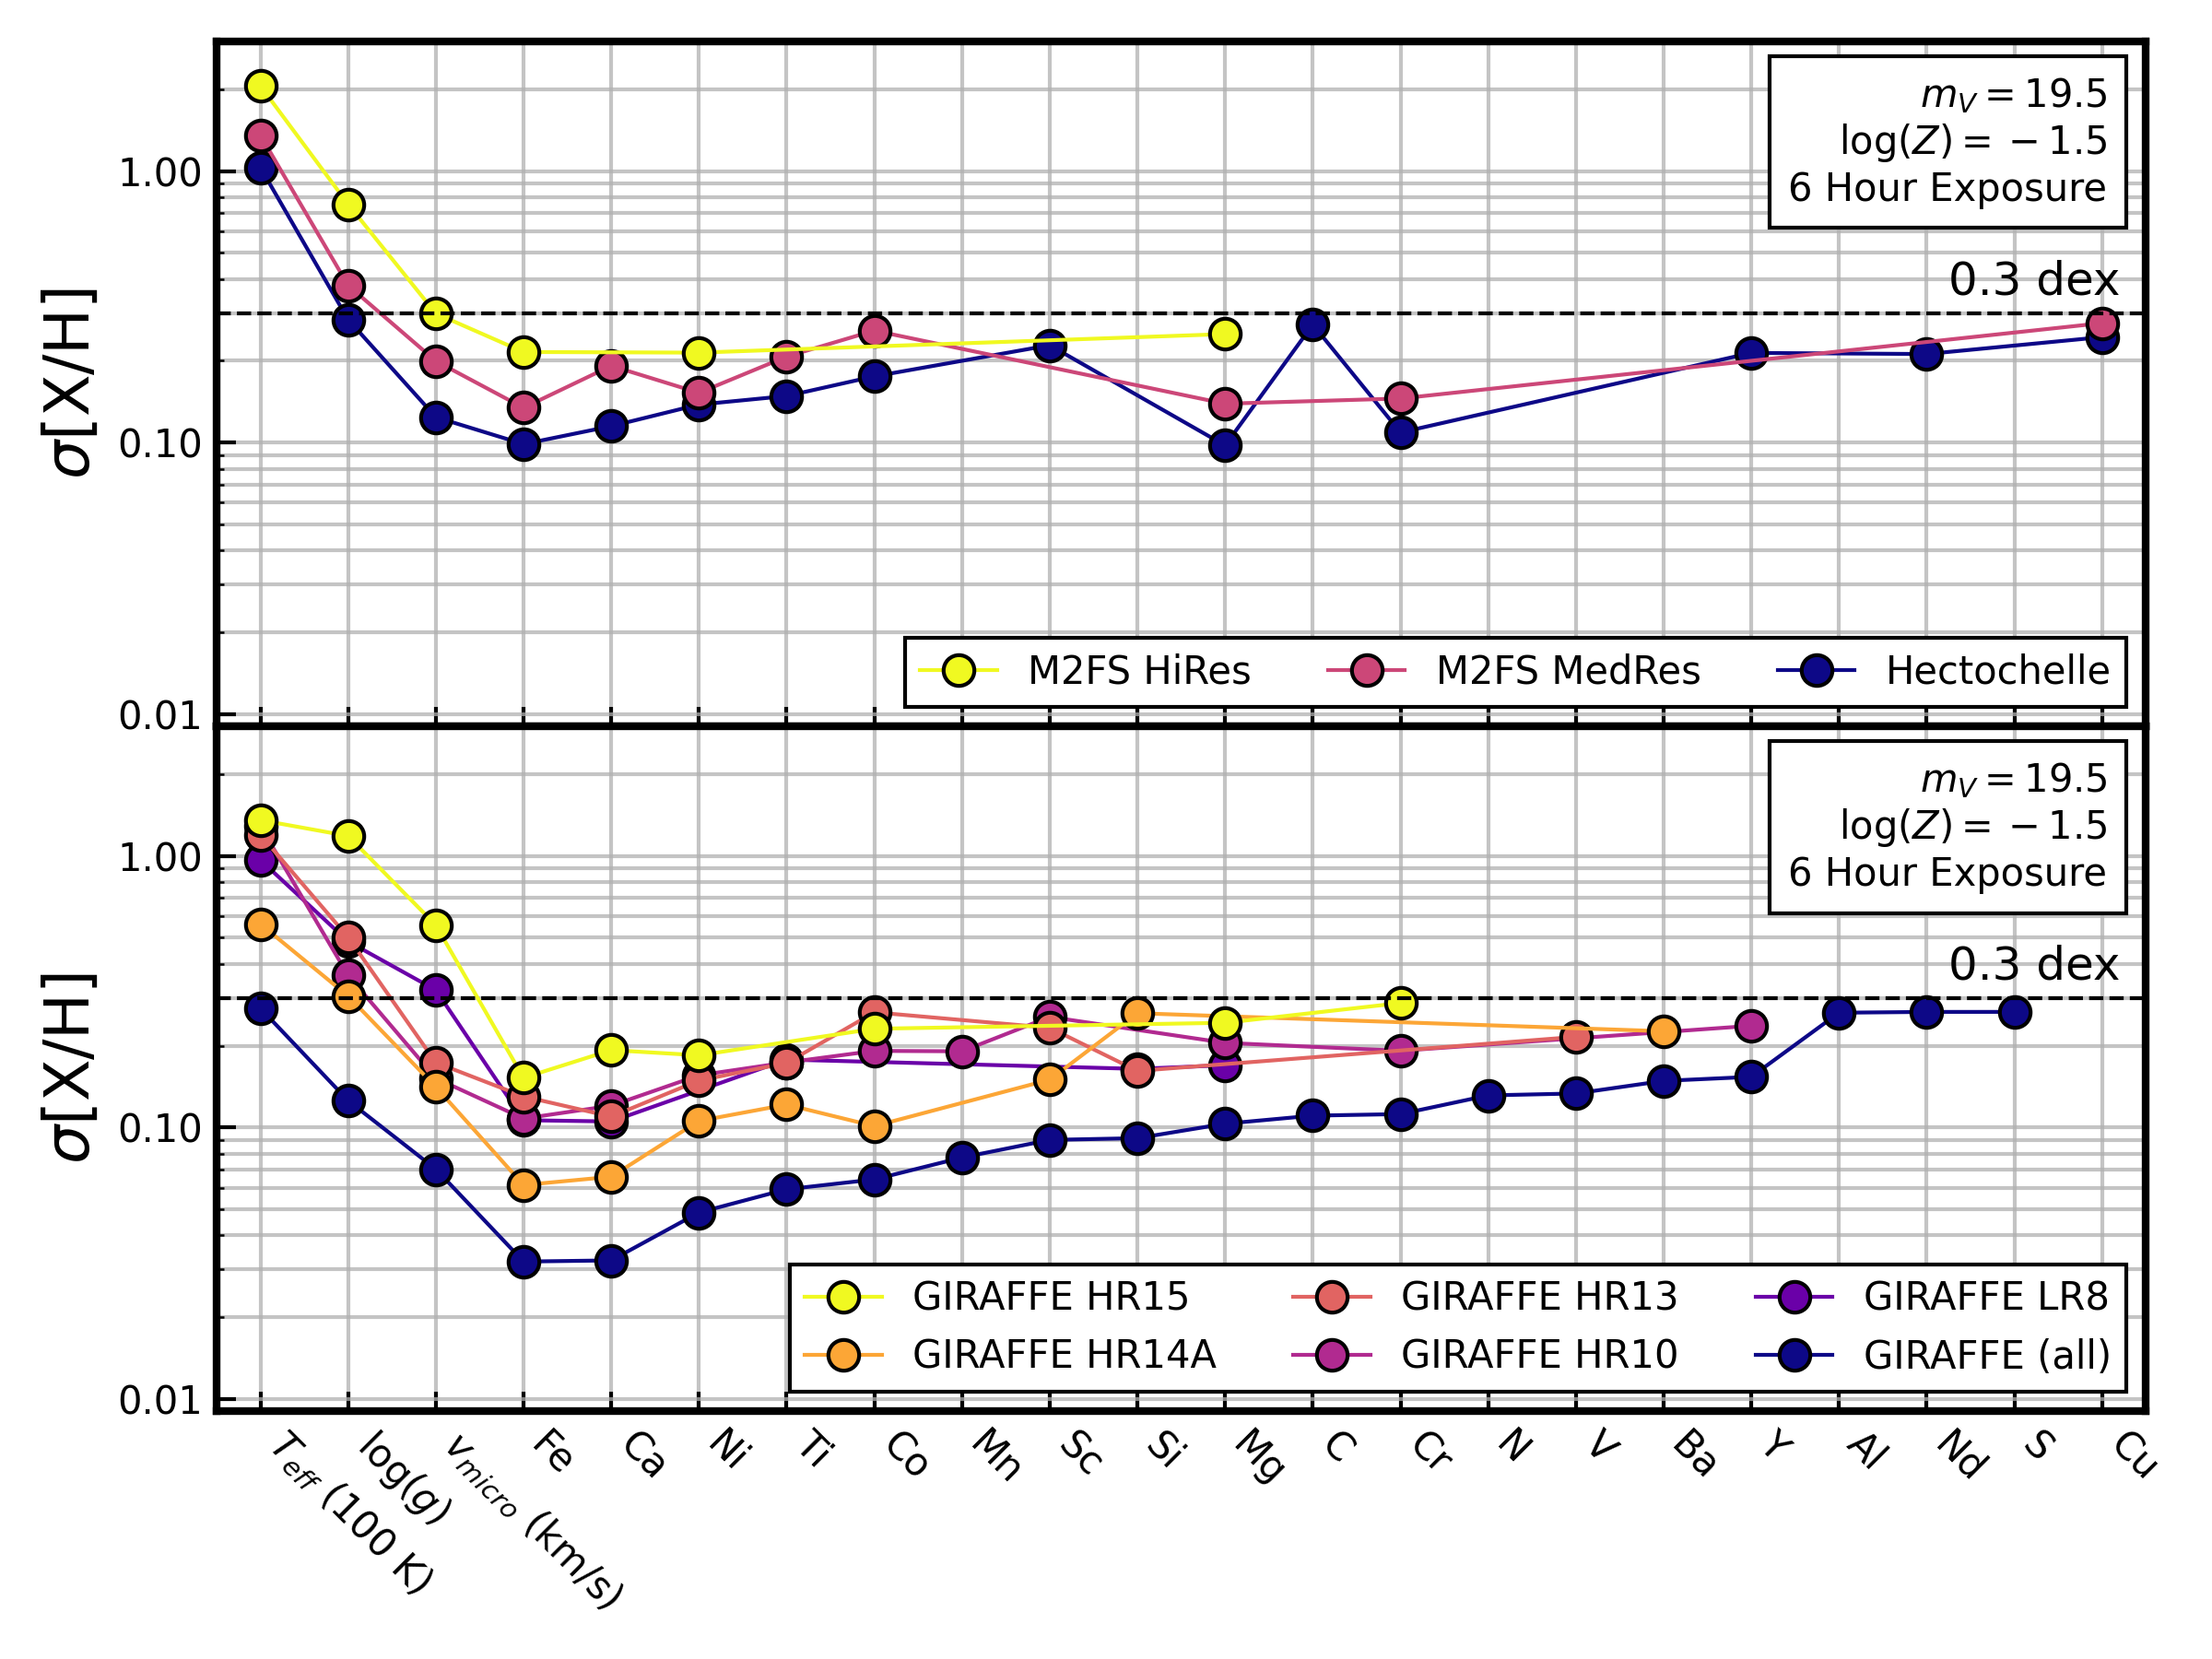 σ[X/H]
1.00
0.10
0.01
m_V = 19.5
log(Z) = −1.5
6 Hour Exposure
0.3 dex
M2FS HiRes M2FS MedRes Hectochelle
σ[X/H]
1.00
0.10
0.01
m_V = 19.5
log(Z) = −1.5
6 Hour Exposure
0.3 dex
GIRAFFE HR15 GIRAFFE HR13 GIRAFFE LR8
GIRAFFE HR14A GIRAFFE HR10 GIRAFFE (all)
T_eff (100 K)
log(g)
v_micro (km/s)
Fe
Ca
Ni
Ti
Co
Mn
Sc
Si
Mg
C
Cr
N
V
Ba
Y
Al
Nd
S
Cu